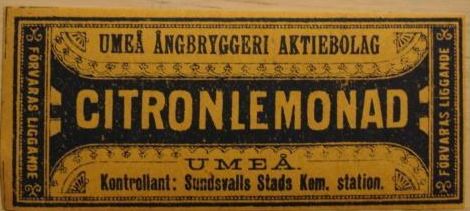 UMEÅ ÅNGBRYGGERI AKTIEBOLAG
FÖRVARAS LIGGANDE
CITRONLEMONAD
FÖRVARAS LIGGANDE
UMEÅ.
Kontrollant: Sundsvalls Stads Kem. station.